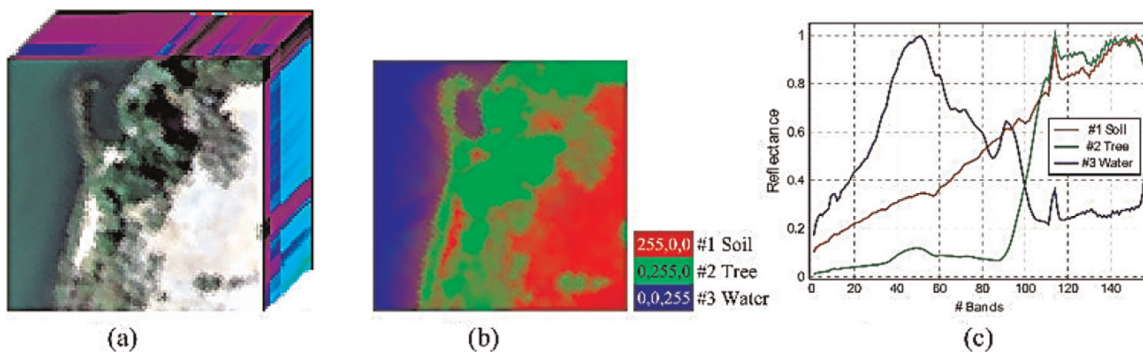 255,0,0 #1 Soil
0,255,0 #2 Tree
0,0,255 #3 Water
Reflectance
1
0.8
0.6
0.4
0.2
0
0 20 40 60 80 100 120 140
# Bands
#1 Soil
#2 Tree
#3 Water
(a) (b) (c)